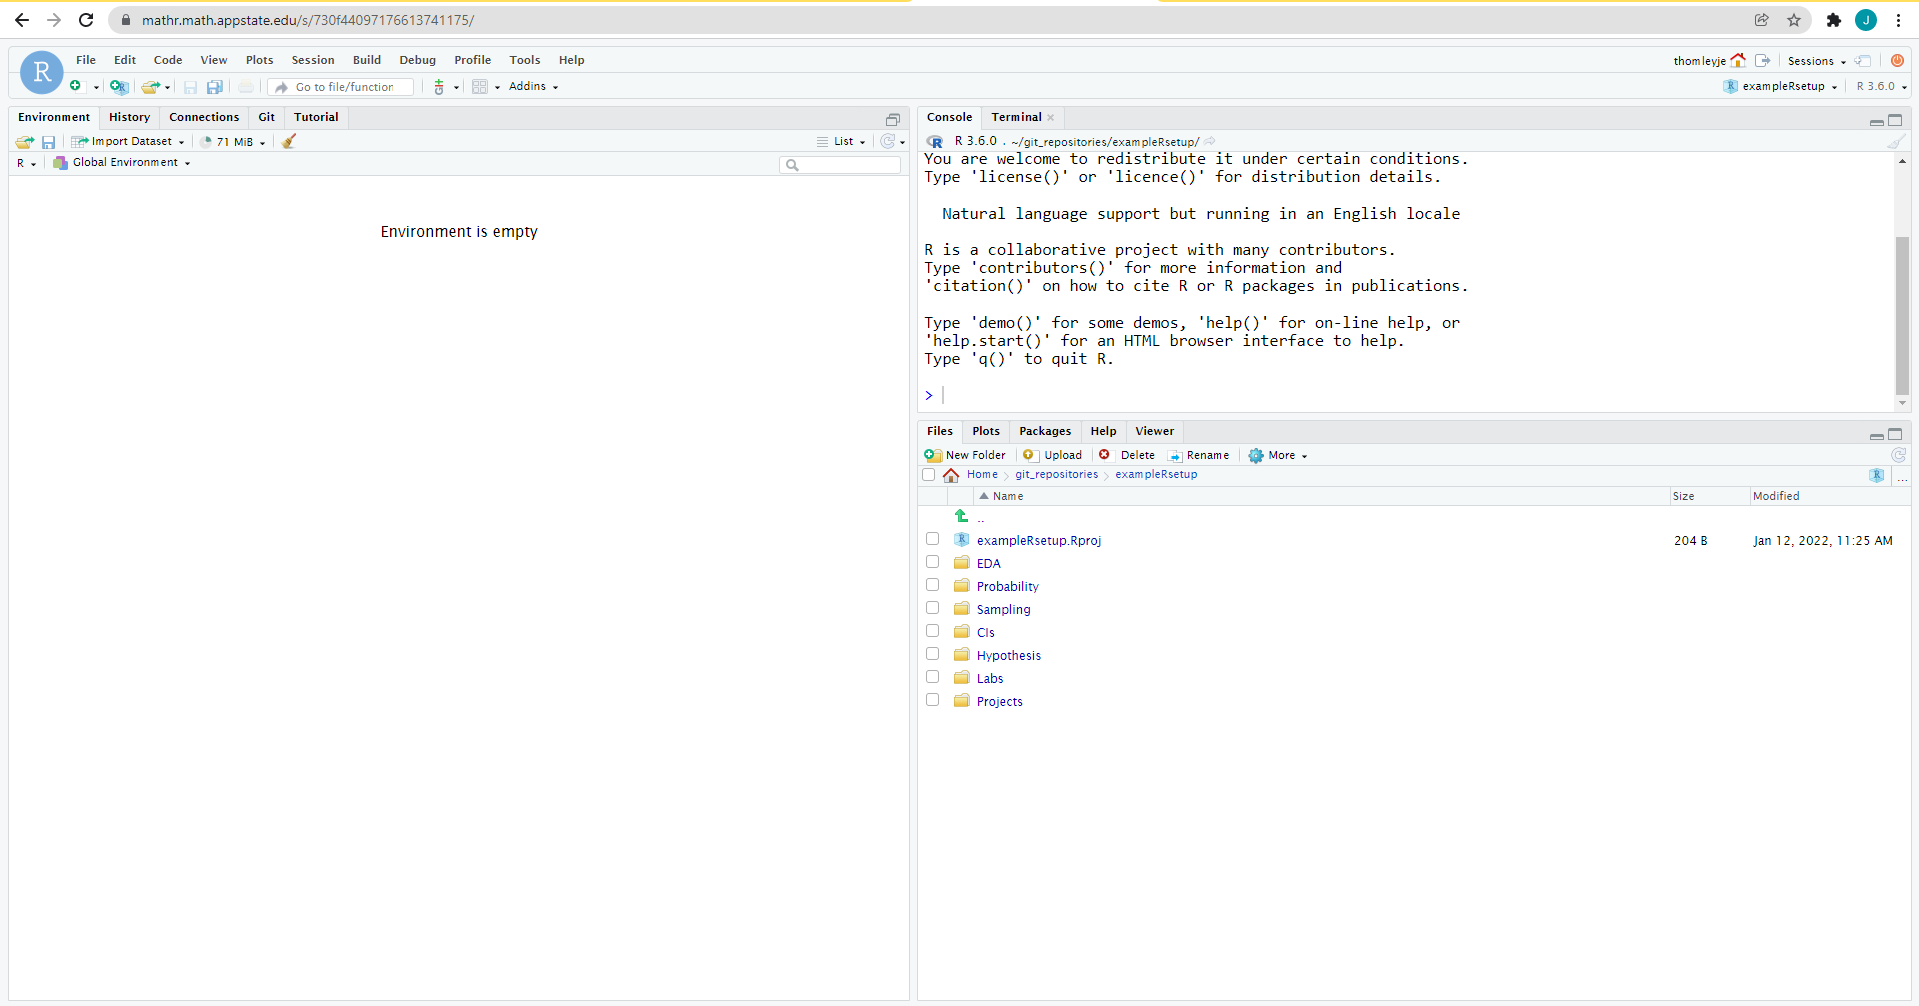 mathr.math.appstate.edu/s/730f44097176613741175/
J
R
File Edit Code View Plots Session Build Debug Profile Tools Help
thomleyje Sessions
Go to file/function Addins
R exampleRsetup R 3.6.0
Environment History Connections Git Tutorial
Import Dataset 71 MiB List
R Global Environment
Environment is empty
Console Terminal
R R 3.6.0 . ~/git_repositories/exampleRsetup/
You are welcome to redistribute it under certain conditions.
Type 'license()' or 'licence()' for distribution details.
Natural language support but running in an English locale
R is a collaborative project with many contributors.
Type 'contributors()' for more information and
'citation()' on how to cite R or R packages in publications.
Type 'demo()' for some demos, 'help()' for on-line help, or
'help.start()' for an HTML browser interface to help.
Type 'q()' to quit R.
>
Files Plots Packages Help Viewer
New Folder Upload Delete Rename More
Home git_repositories exampleRsetup R ...
Name Size Modified
..
R exampleRsetup.Rproj 204 B Jan 12, 2022, 11:25 AM
EDA
Probability
Sampling
CIs
Hypothesis
Labs
Projects